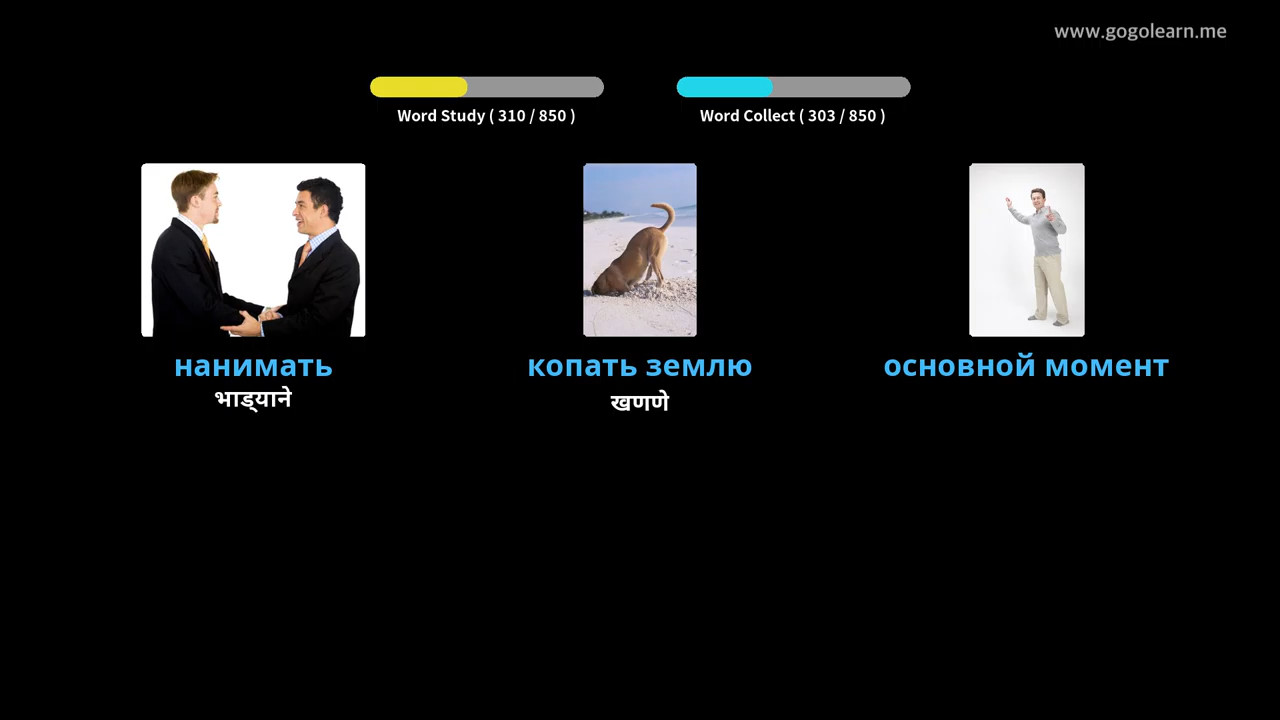 www.gogolearn.me
Word Study ( 310 / 850 )
Word Collect ( 303 / 850 )
нанимать
копать землю
основной момент
भाड्याने
खणणे